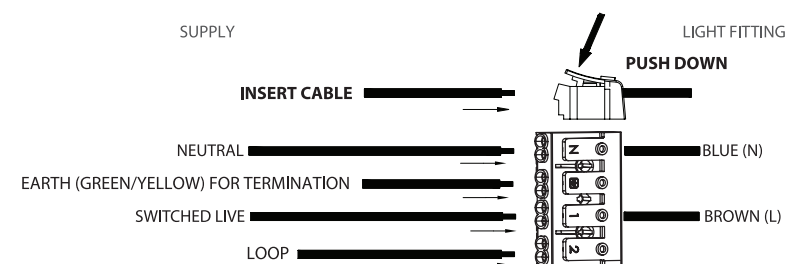 SUPPLY
LIGHT FITTING
PUSH DOWN
INSERT CABLE
NEUTRAL
N
BLUE (N)
EARTH (GREEN/YELLOW) FOR TERMINATION
SWITCHED LIVE
1
BROWN (L)
LOOP
2